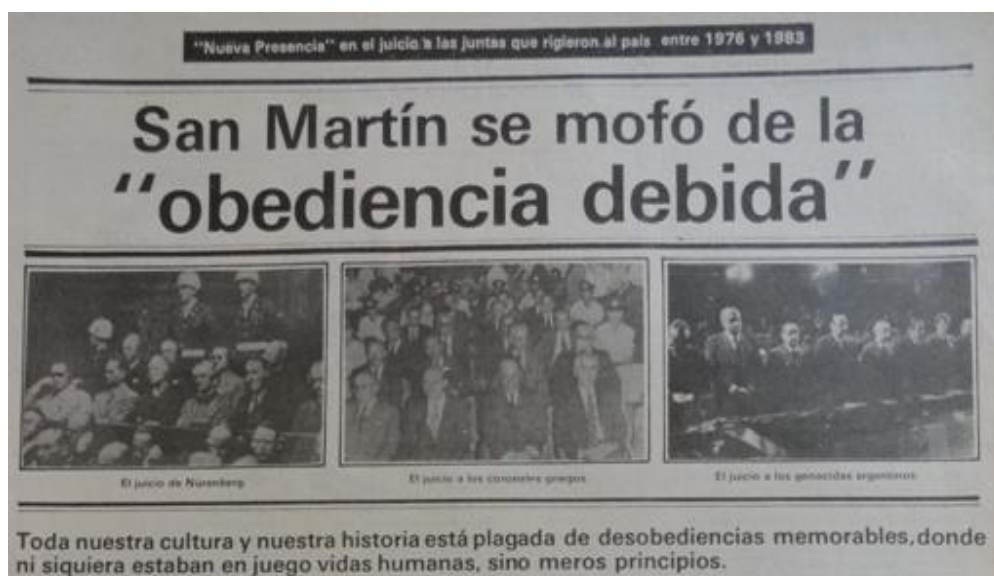 "Nueva Presencia" en el juicio a las juntas que rigieron al país entre 1976 y 1983
San Martín se mofó de la
"obediencia debida"
El juicio de Nürenberg
El juicio a los coroneles griegos
El juicio a los genocidas argentinos
Toda nuestra cultura y nuestra historia está plagada de desobediencias memorables, donde
ni siquiera estaban en juego vidas humanas, sino meros principios.